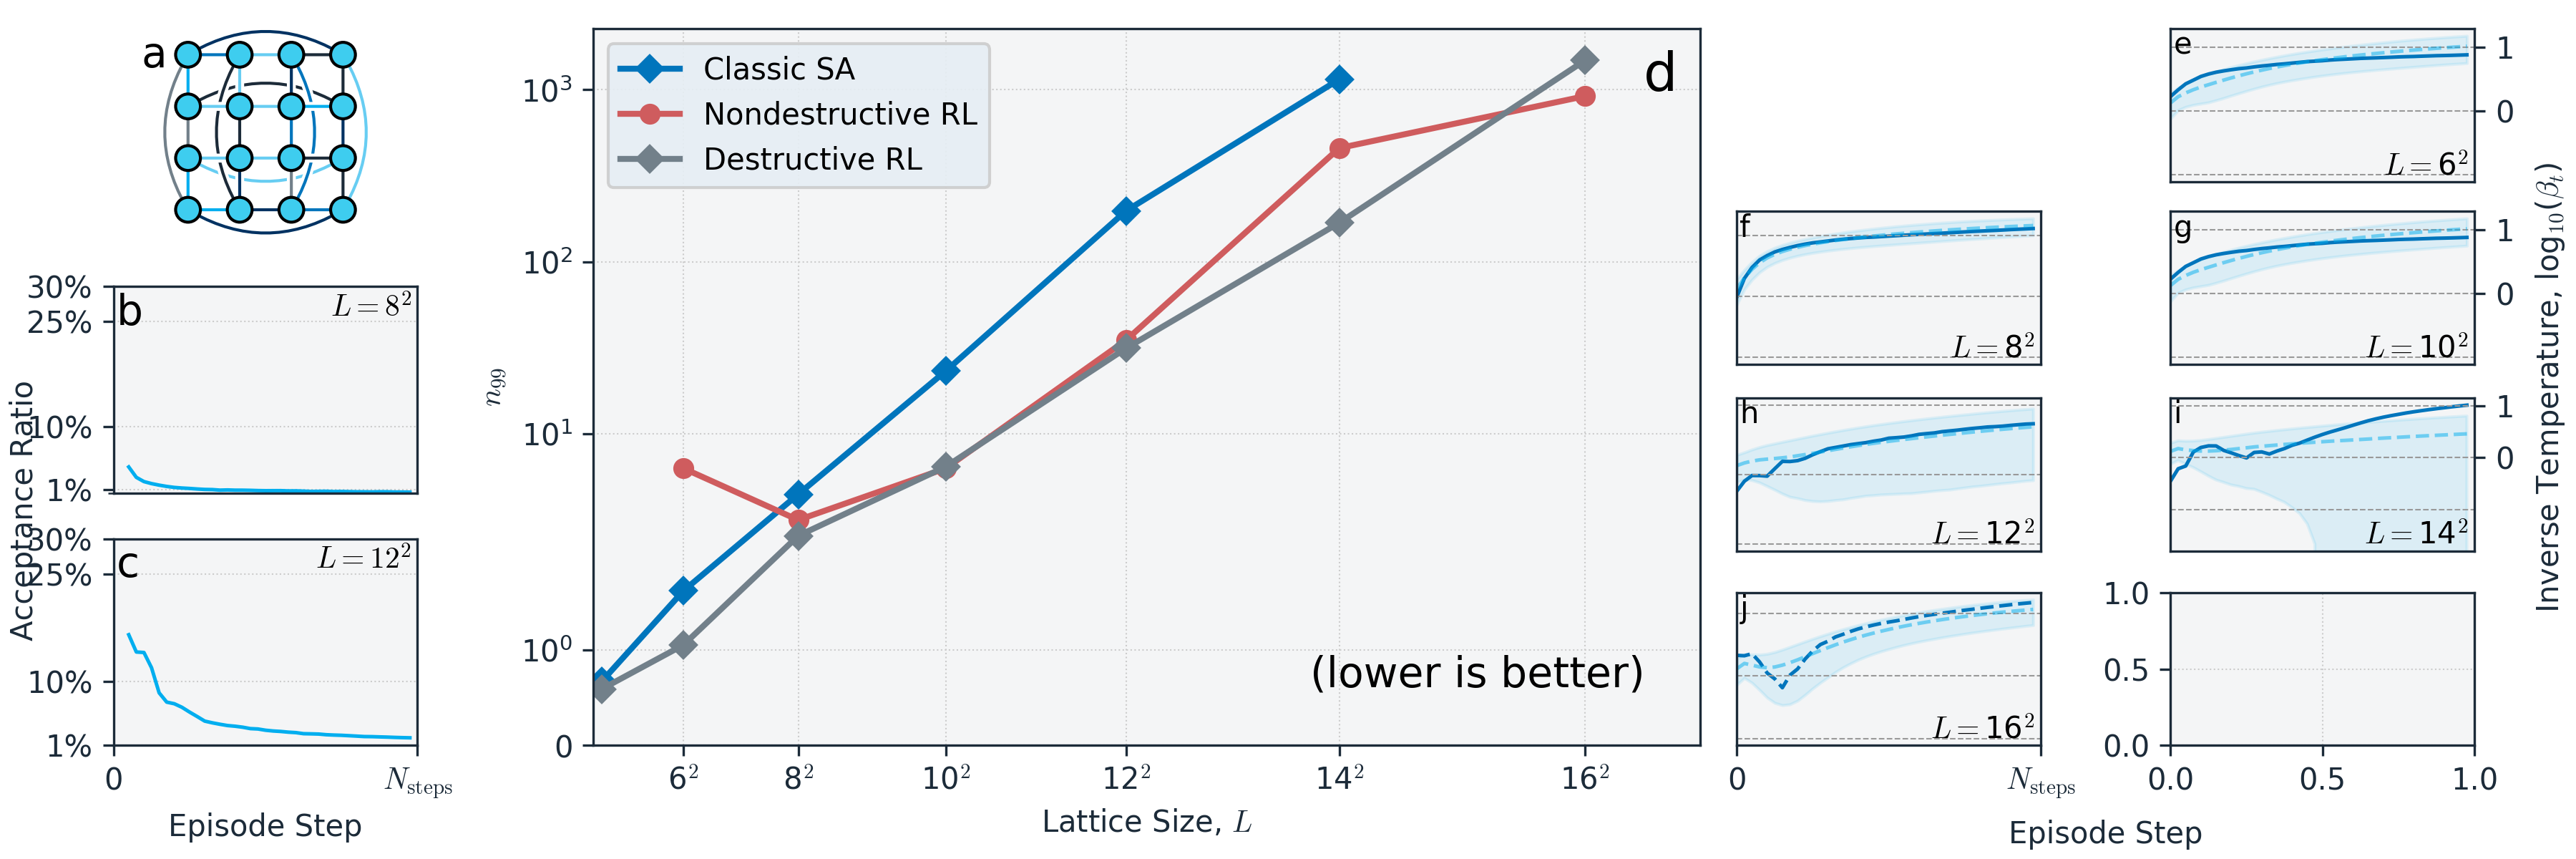 a
30%
25%
10%
1%
b
L = 8²
30%
25%
10%
1%
c
L = 12²
0
N_steps
Episode Step
Acceptance Ratio
Classic SA
Nondestructive RL
Destructive RL
d
10³
10²
10¹
10⁰
0
n₉₉
(lower is better)
6²
8²
10²
12²
14²
16²
Lattice Size, L
e
L = 6²
1
0
f
L = 8²
g
L = 10²
1
0
h
L = 12²
i
L = 14²
1
0
j
L = 16²
0
N_steps
1.0
0.5
0.0
0.0
0.5
1.0
Episode Step
Inverse Temperature, log₁₀(βₜ)